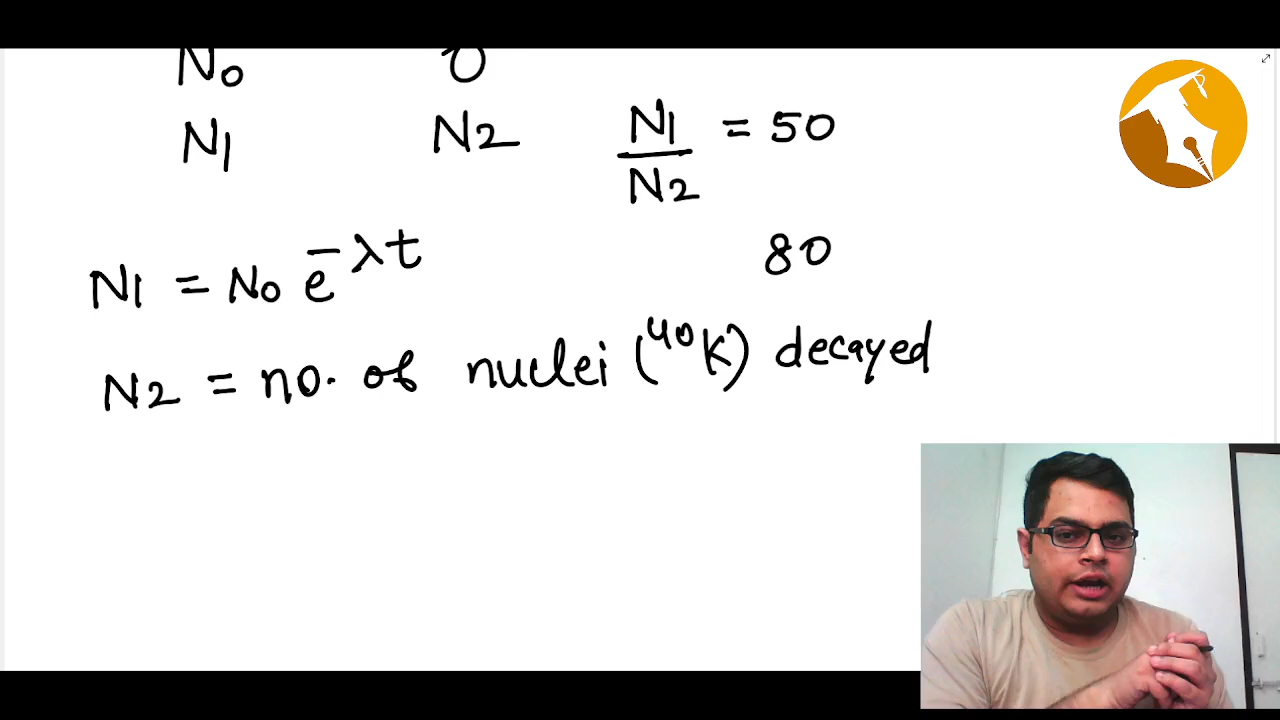 N0 0
N1 N2 N1/N2 = 50
N1 = N0 e^-λt 80
N2 = no. of nuclei (40K) decayed